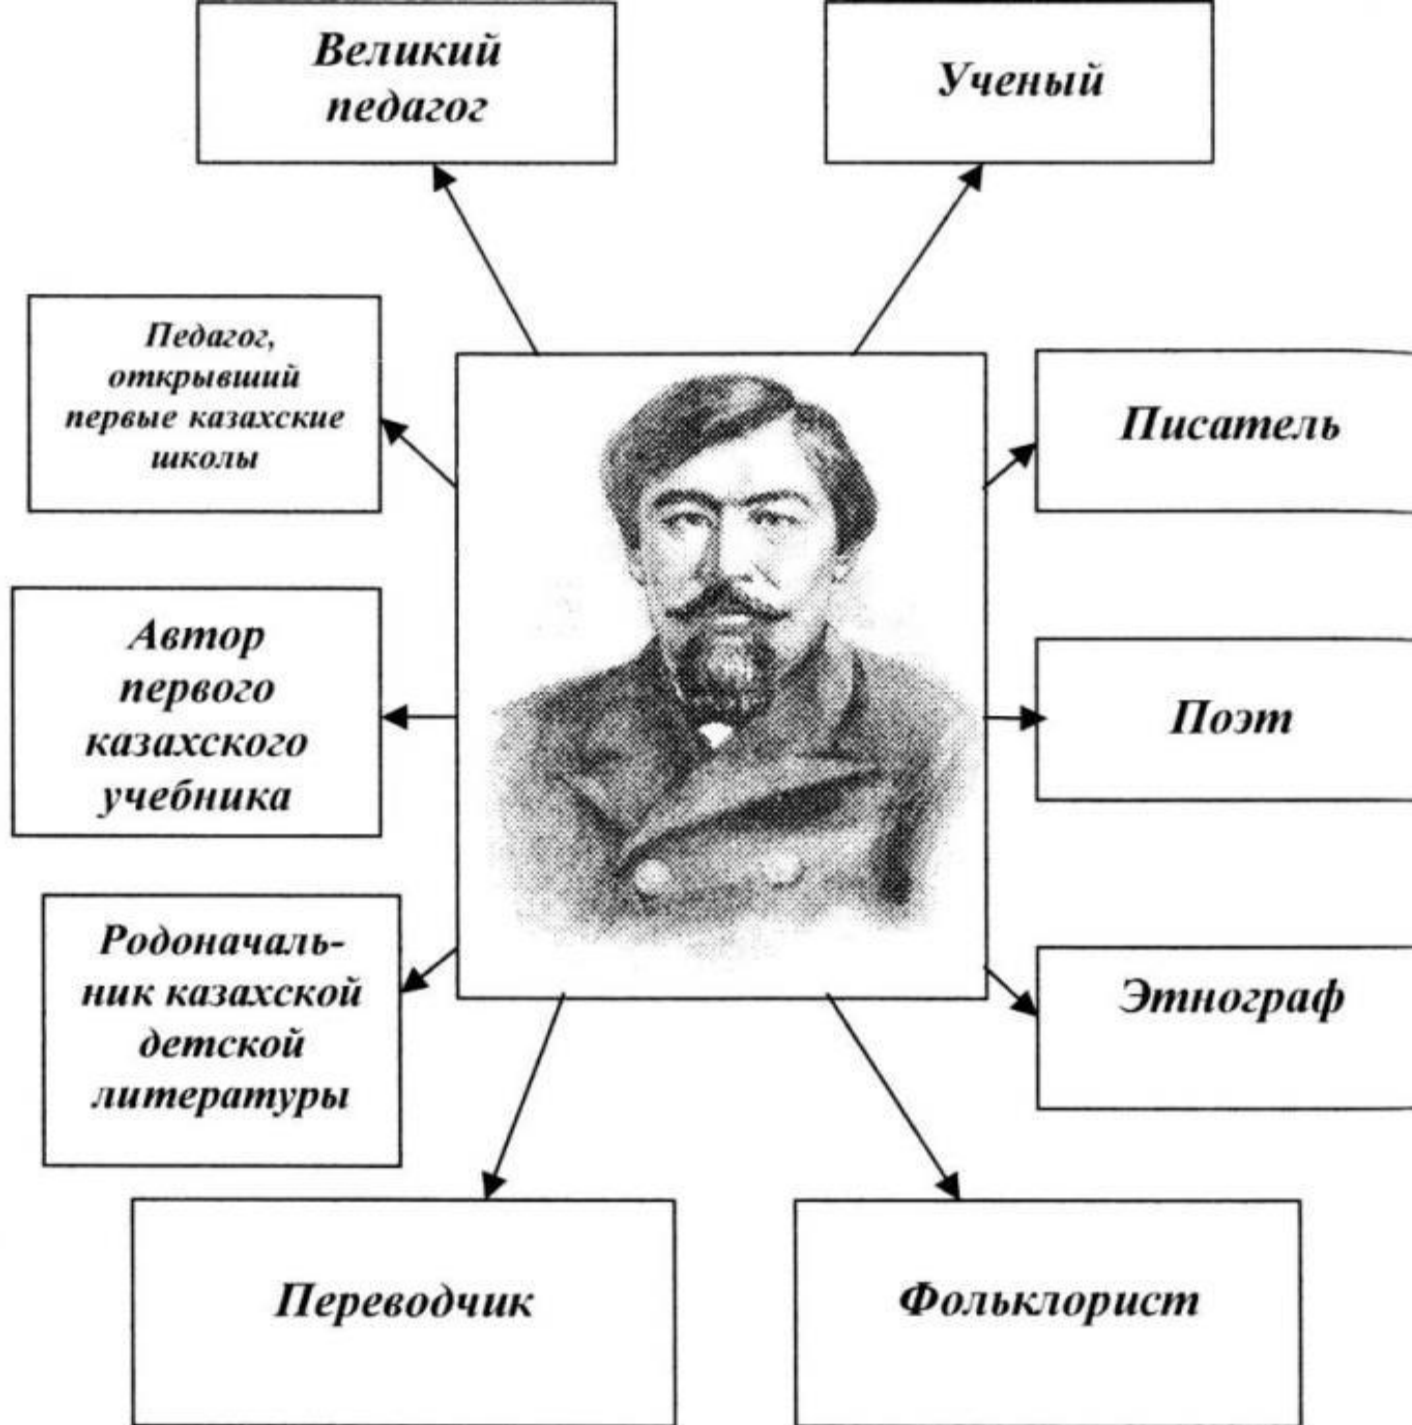 Великий
педагог
Ученый
Педагог,
открывший
первые казахские
школы
Писатель
Автор
первого
казахского
учебника
Поэт
Родоначаль-
ник казахской
детской
литературы
Этнограф
Переводчик
Фольклорист